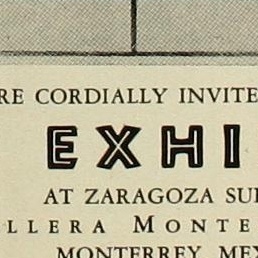 RE CORDIALLY INVITE
EXHI
AT ZARAGOZA SU
LLERA MONTE
MONTERREY MEX